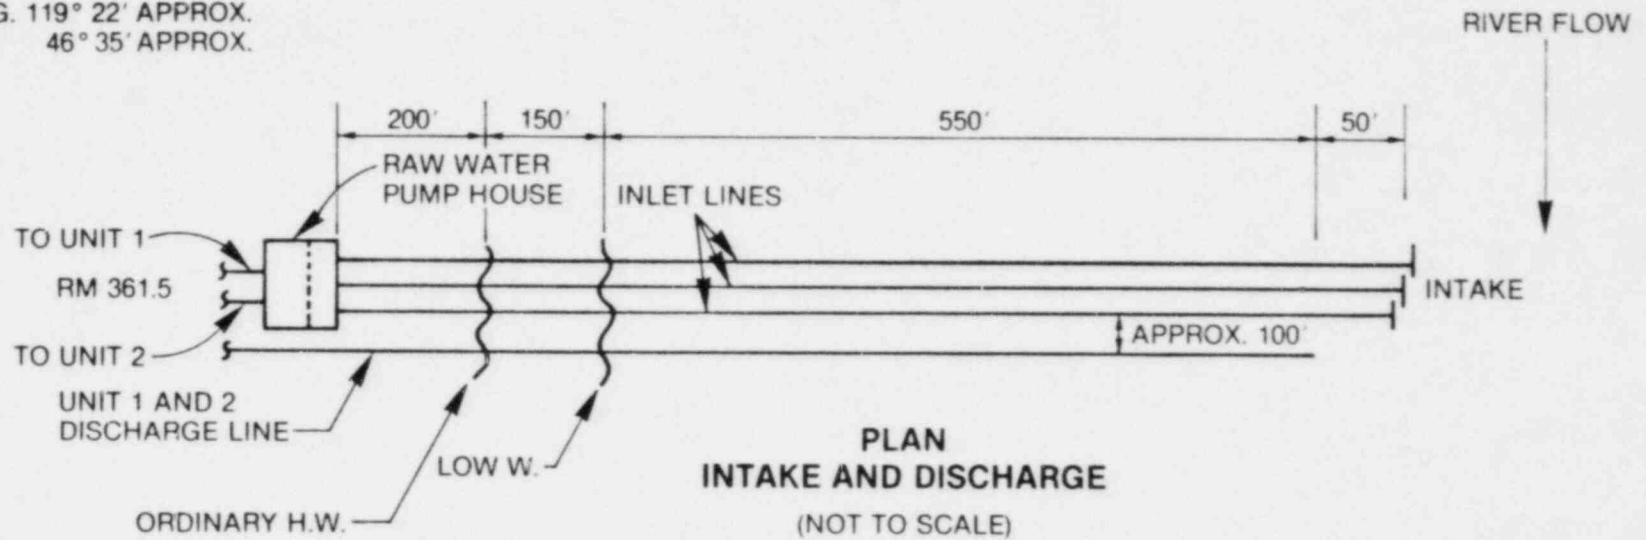 G. 119° 22' APPROX.
46° 35' APPROX.
RIVER FLOW
200'
150'
550'
50'
RAW WATER
PUMP HOUSE
INLET LINES
TO UNIT 1
RM 361.5
INTAKE
APPROX. 100'
TO UNIT 2
UNIT 1 AND 2
DISCHARGE LINE
PLAN
INTAKE AND DISCHARGE
(NOT TO SCALE)
LOW W.
ORDINARY H.W.